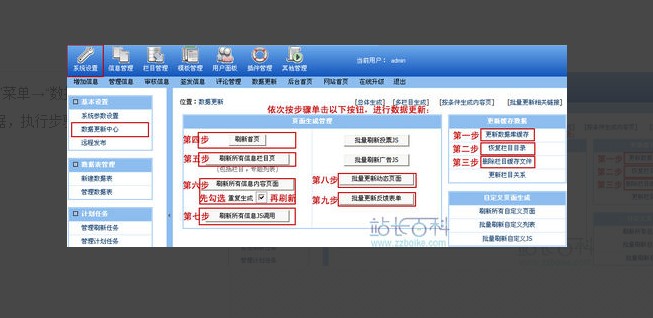 系统设置 信息管理 栏目管理 模板管理 用户面板 插件管理 其他管理 当前用户： admin
增加信息 管理信息 审核信息 签发信息 评论管理 数据更新 后台首页 网站首页 在线升级 退出
菜单→“数据
据，执行步骤
基本设置
系统参数设置
数据更新中心
远程发布
数据表管理
新建数据表
管理数据表
计划任务
管理刷新任务
管理计划任务
位置：数据更新 [总体生成] [多栏目生成] [按条件生成内容页] [批量更新相关链接]
依次按步骤单击以下按钮，进行数据更新：
页面生成管理
第四步 刷新首页 批量刷新投票JS
第五步 刷新所有信息栏目页 批量刷新广告JS
(包括栏目，专题列表)
第六步 刷新所有信息内容页面 第八步 批量更新动态页面
先勾选 重复生成 再刷新 第九步 批量更新反馈表单
第七步 刷新所有信息JS调用
更新缓存数据
第一步 更新数据库缓存
第二步 恢复栏目目录
第三步 删除栏目缓存文件
更新栏目关系
自定义页面生成
刷新所有自定义页面
刷新所有自定义列表
批量刷新自定义JS
站长百科
www.zzbaike.com